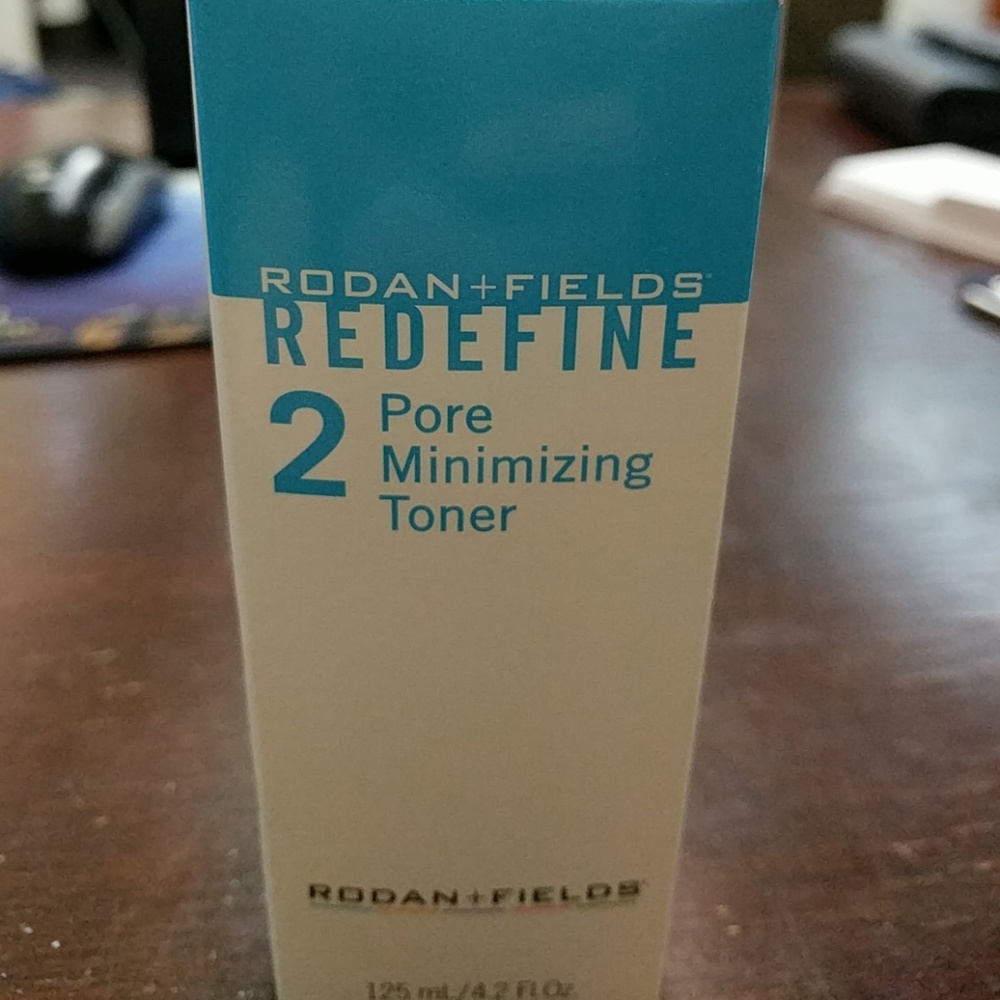 RODAN+FIELDS
REDEFINE
2 Pore
Minimizing
Toner
RODAN+FIELDS
125 mL/4.2 Fl.Oz.